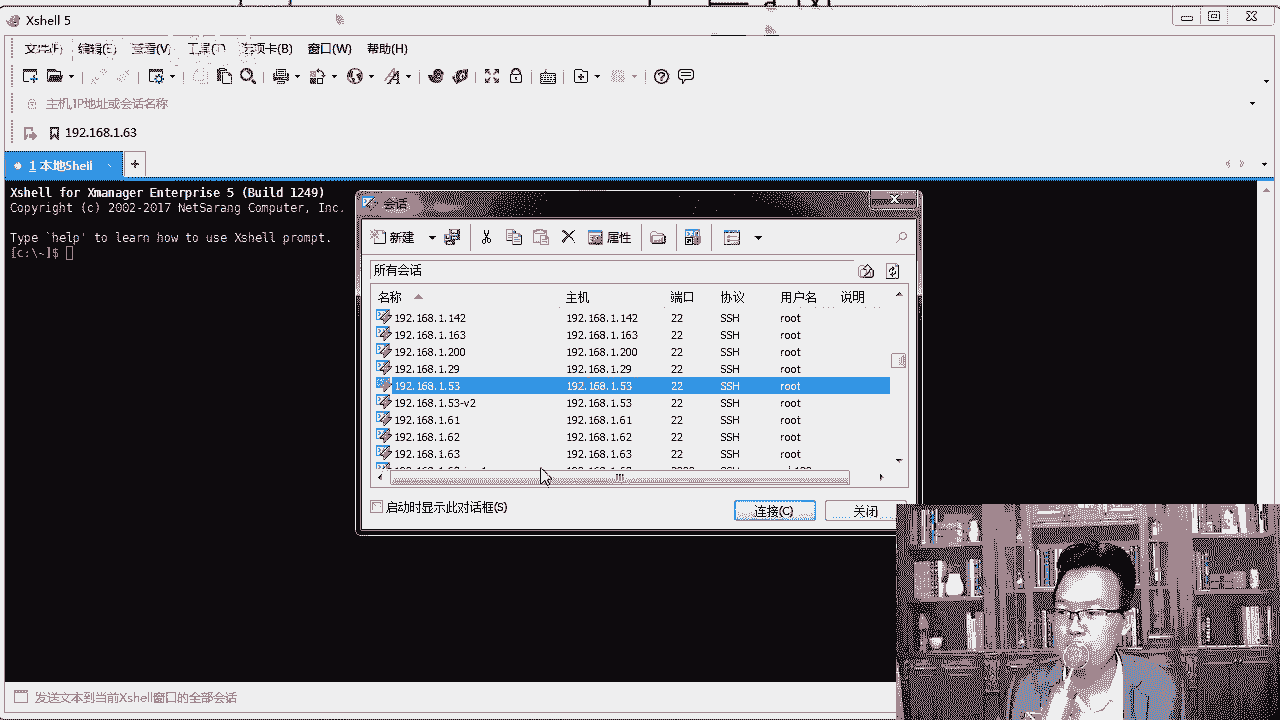 Xshell 5
文件(F) 编辑(E) 查看(V) 工具(T) 选项卡(B) 窗口(W) 帮助(H)
主机,IP地址或会话名称
192.168.1.63
1 本地Shell
Xshell for Xmanager Enterprise 5 (Build 1249)
Copyright (c) 2002-2017 NetSarang Computer, Inc.
Type `help' to learn how to use Xshell prompt.
[c:\~]$
会话
新建 属性
所有会话
名称 主机 端口 协议 用户名 说明
192.168.1.142 192.168.1.142 22 SSH root
192.168.1.163 192.168.1.163 22 SSH root
192.168.1.200 192.168.1.200 22 SSH root
192.168.1.29 192.168.1.29 22 SSH root
192.168.1.53 192.168.1.53 22 SSH root
192.168.1.53-v2 192.168.1.53 22 SSH root
192.168.1.61 192.168.1.61 22 SSH root
192.168.1.62 192.168.1.62 22 SSH root
192.168.1.63 192.168.1.63 22 SSH root
启动时显示此对话框(S) 连接(C) 关闭
发送文本到当前Xshell窗口的全部会话